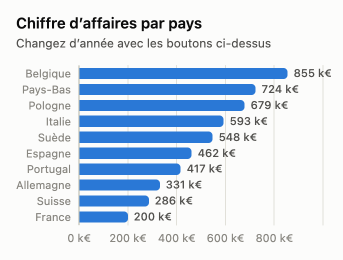 Chiffre d’affaires par pays
Changez d’année avec les boutons ci-dessus
Belgique 855 k€
Pays-Bas 724 k€
Pologne 679 k€
Italie 593 k€
Suède 548 k€
Espagne 462 k€
Portugal 417 k€
Allemagne 331 k€
Suisse 286 k€
France 200 k€
0 k€ 200 k€ 400 k€ 600 k€ 800 k€